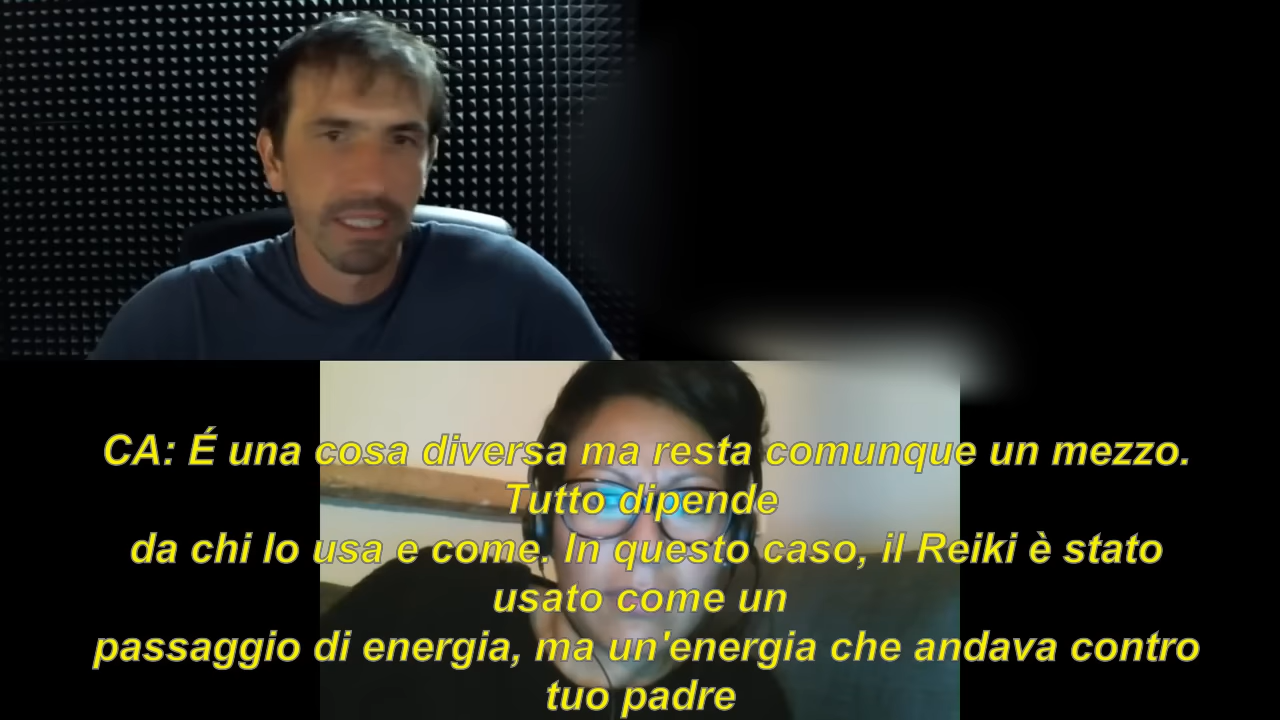 CA: É una cosa diversa ma resta comunque un mezzo.
Tutto dipende
da chi lo usa e come. In questo caso, il Reiki è stato
usato come un
passaggio di energia, ma un'energia che andava contro
tuo padre